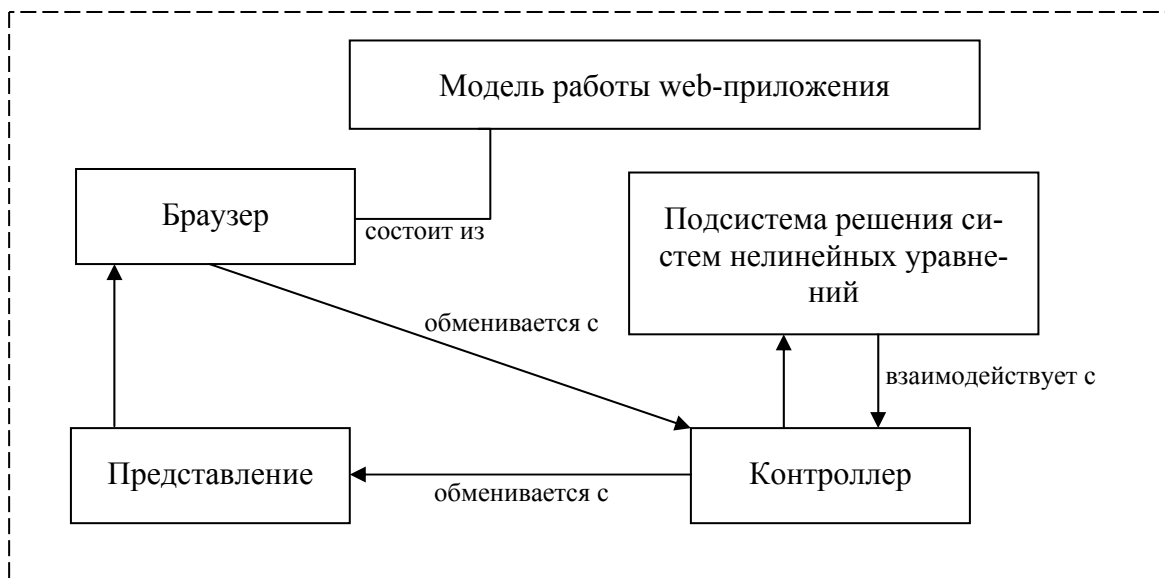 Модель работы web-приложения
Браузер
состоит из
Подсистема решения си-
стем нелинейных уравне-
ний
обменивается с
взаимодействует с
Представление
обменивается с
Контроллер